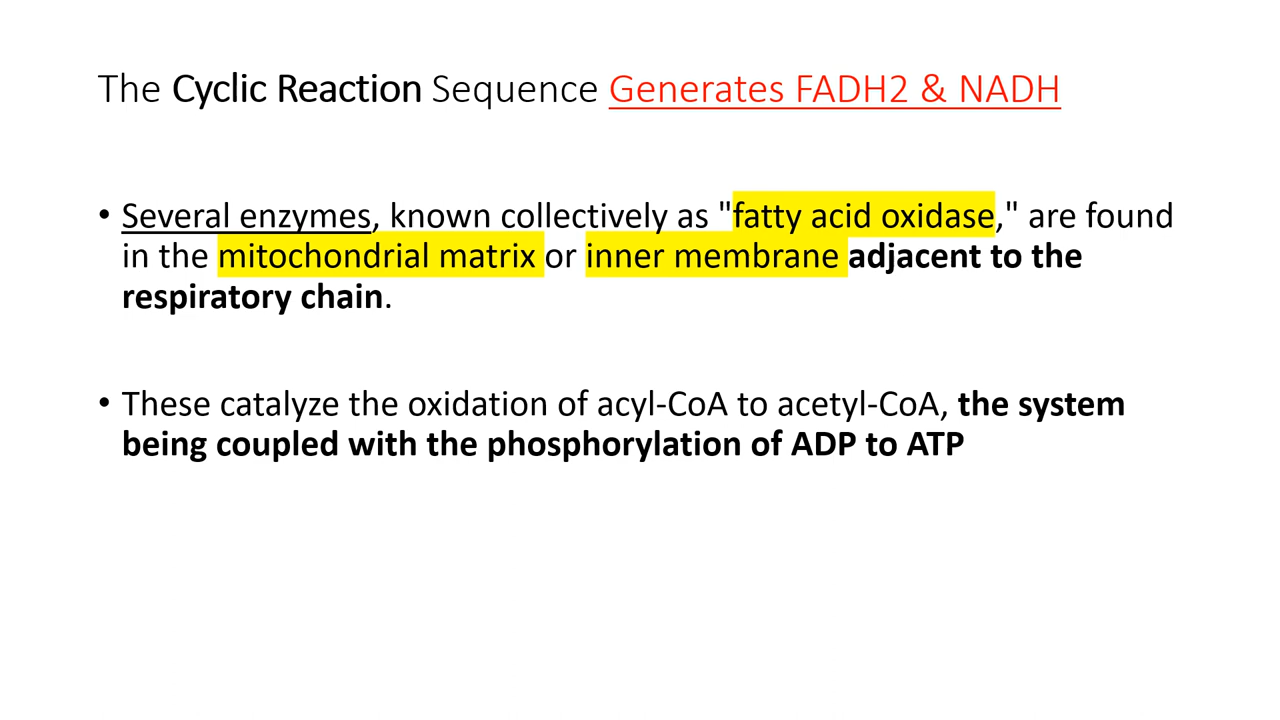 The Cyclic Reaction Sequence Generates FADH2 & NADH
• Several enzymes, known collectively as "fatty acid oxidase," are found
in the mitochondrial matrix or inner membrane adjacent to the
respiratory chain.
• These catalyze the oxidation of acyl-CoA to acetyl-CoA, the system
being coupled with the phosphorylation of ADP to ATP